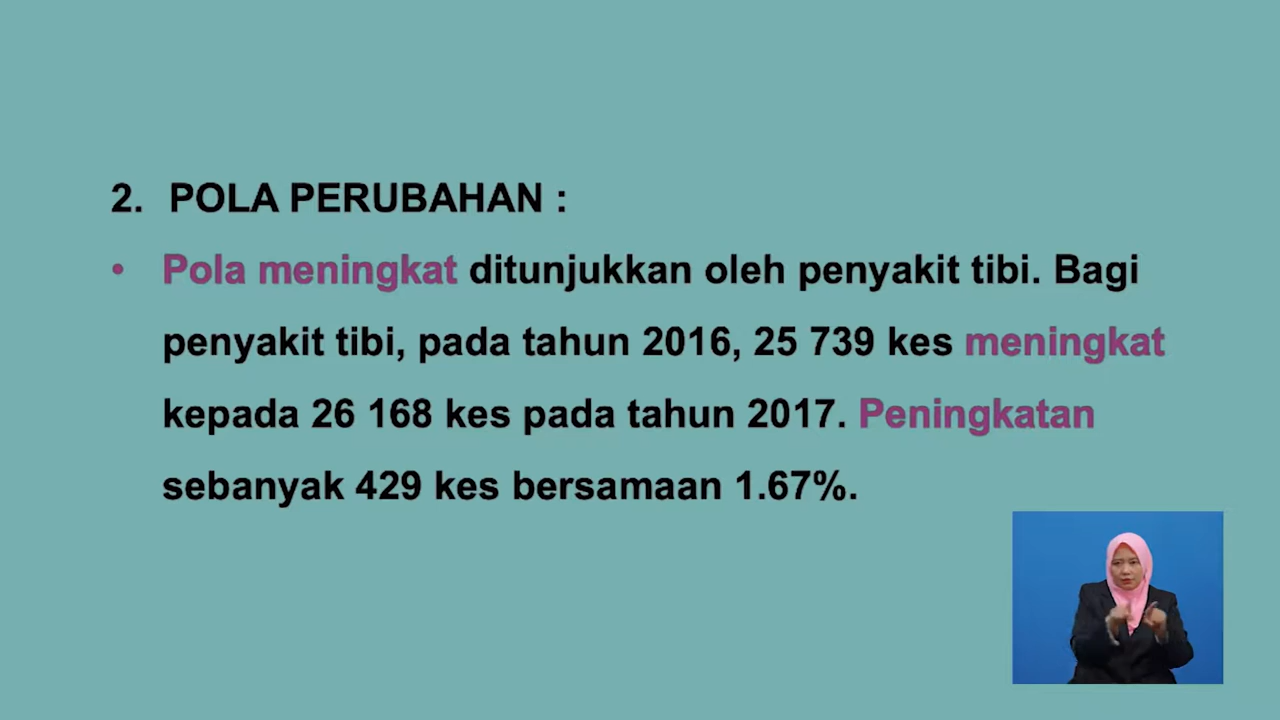 2. POLA PERUBAHAN :
• Pola meningkat ditunjukkan oleh penyakit tibi. Bagi
penyakit tibi, pada tahun 2016, 25 739 kes meningkat
kepada 26 168 kes pada tahun 2017. Peningkatan
sebanyak 429 kes bersamaan 1.67%.